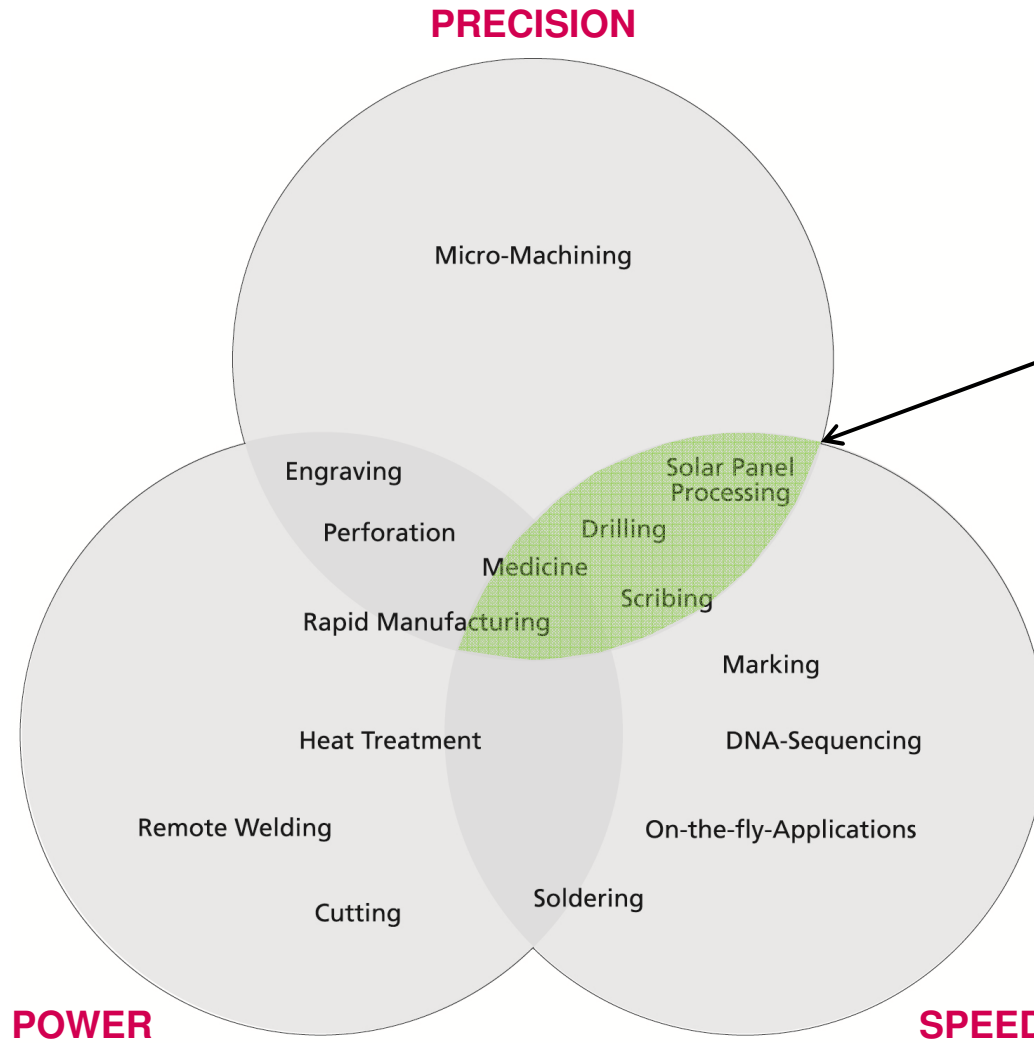 PRECISION
Micro-Machining
Engraving
Solar Panel
Processing
Perforation
Drilling
Medicine
Scribing
Rapid Manufacturing
Marking
Heat Treatment
DNA-Sequencing
Remote Welding
On-the-fly-Applications
Soldering
Cutting
POWER
SPEED